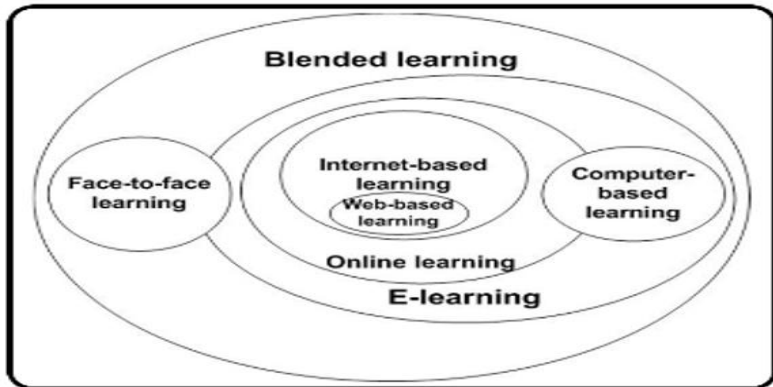 Blended learning
Face-to-face
learning
Internet-based
learning
Web-based
learning
Computer-
based
learning
Online learning
E-learning